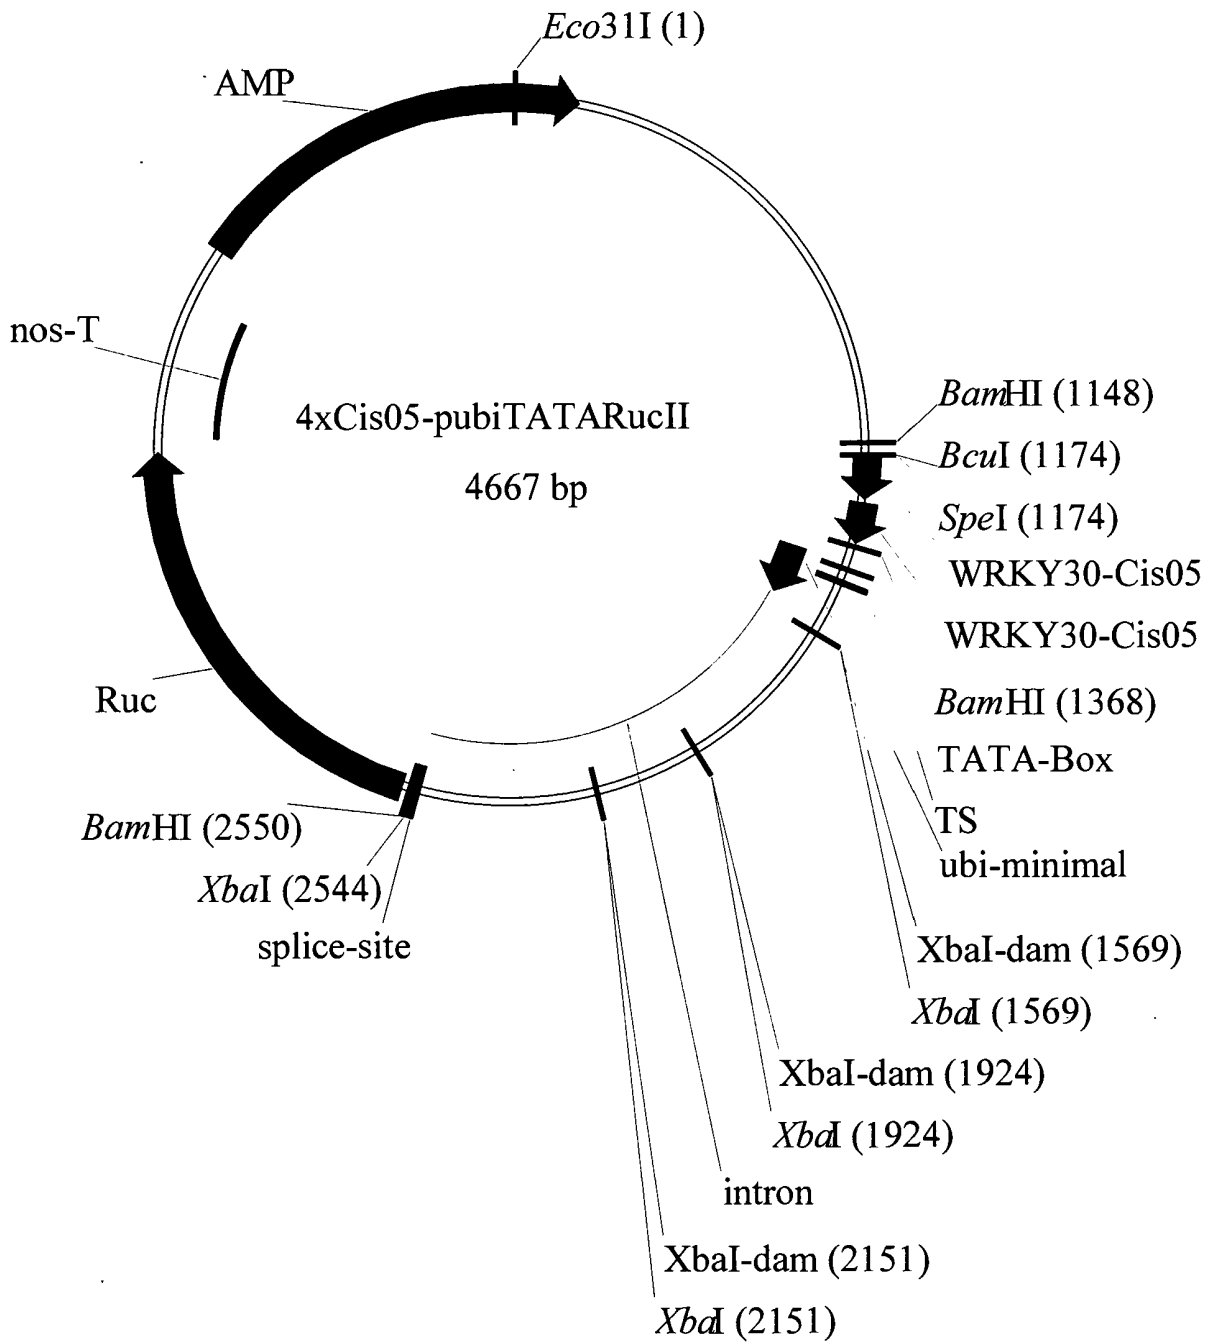 Eco31I (1)
AMP
nos-T
4xCis05-pubiTATARucII
4667 bp
BamHI (1148)
BcuI (1174)
SpeI (1174)
WRKY30-Cis05
WRKY30-Cis05
BamHI (1368)
TATA-Box
TS
ubi-minimal
XbaI-dam (1569)
XbaI (1569)
XbaI-dam (1924)
XbaI (1924)
intron
XbaI-dam (2151)
XbaI (2151)
Ruc
BamHI (2550)
XbaI (2544)
splice-site